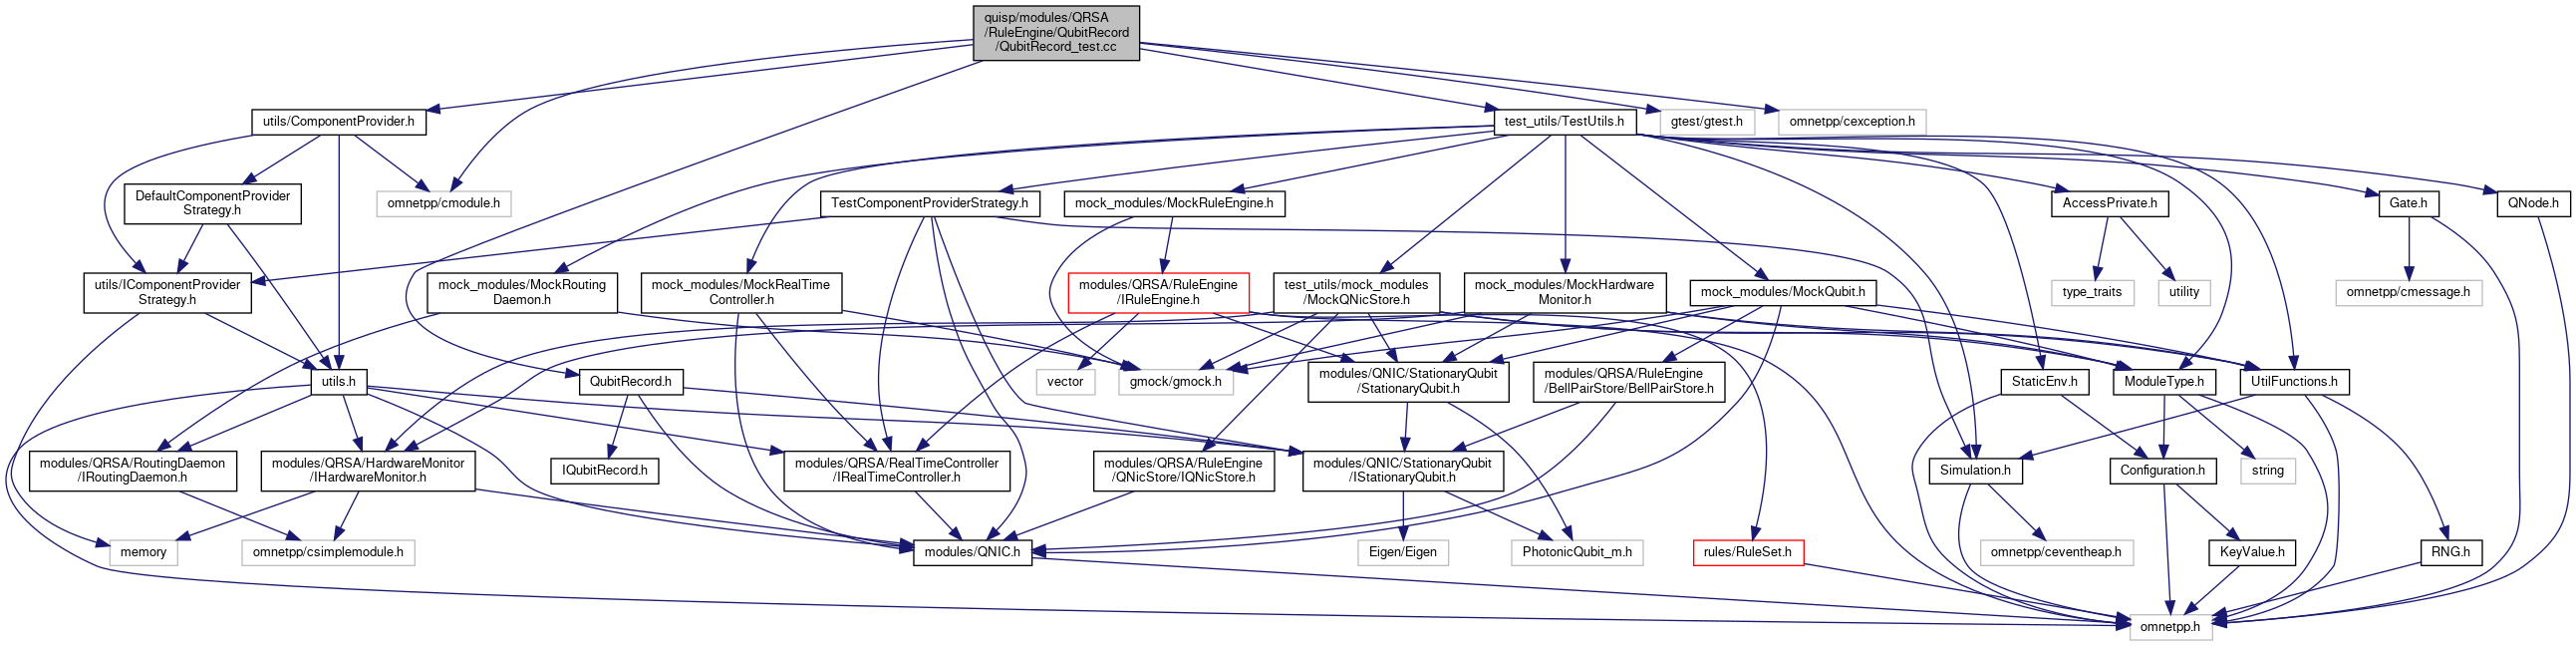 quisp/modules/QRSA
/RuleEngine/QubitRecord
/QubitRecord_test.cc
utils/ComponentProvider.h
test_utils/TestUtils.h
gtest/gtest.h
omnetpp/cexception.h
DefaultComponentProvider
Strategy.h
omnetpp/cmodule.h
TestComponentProviderStrategy.h
mock_modules/MockRuleEngine.h
AccessPrivate.h
Gate.h
QNode.h
utils/IComponentProvider
Strategy.h
mock_modules/MockRouting
Daemon.h
mock_modules/MockRealTime
Controller.h
modules/QRSA/RuleEngine
/IRuleEngine.h
test_utils/mock_modules
/MockQNicStore.h
mock_modules/MockHardware
Monitor.h
mock_modules/MockQubit.h
type_traits
utility
omnetpp/cmessage.h
utils.h
QubitRecord.h
vector
gmock/gmock.h
modules/QNIC/StationaryQubit
/StationaryQubit.h
modules/QRSA/RuleEngine
/BellPairStore/BellPairStore.h
StaticEnv.h
ModuleType.h
UtilFunctions.h
modules/QRSA/RoutingDaemon
/IRoutingDaemon.h
modules/QRSA/HardwareMonitor
/IHardwareMonitor.h
IQubitRecord.h
modules/QRSA/RealTimeController
/IRealTimeController.h
modules/QRSA/RuleEngine
/QNicStore/IQNicStore.h
modules/QNIC/StationaryQubit
/IStationaryQubit.h
Simulation.h
Configuration.h
string
memory
omnetpp/csimplemodule.h
modules/QNIC.h
Eigen/Eigen
PhotonicQubit_m.h
rules/RuleSet.h
omnetpp/ceventheap.h
KeyValue.h
RNG.h
omnetpp.h